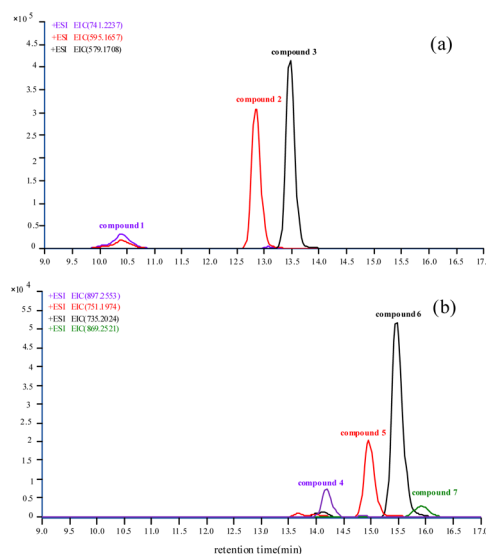 ×10 5
+ESI EIC(741.2237)
+ESI EIC(595.1657)
+ESI EIC(579.1708)
(a)
compound 3
compound 2
compound 1
5
4.5
4
3.5
3
2.5
2
1.5
1
0.5
0
9.0 9.5 10.0 10.5 11.0 11.5 12.0 12.5 13.0 13.5 14.0 14.5 15.0 15.5 16.0 16.5 17.
×10 4
+ESI EIC(897.2553)
+ESI EIC(751.1974)
+ESI EIC(735.2024)
+ESI EIC(869.2521)
(b)
compound 6
compound 5
compound 4
compound 7
6
5.5
5
4.5
4
3.5
3
2.5
2
1.5
1
0.5
0
9.0 9.5 10.0 10.5 11.0 11.5 12.0 12.5 13.0 13.5 14.0 14.5 15.0 15.5 16.0 16.5 17.0
retention time(min)